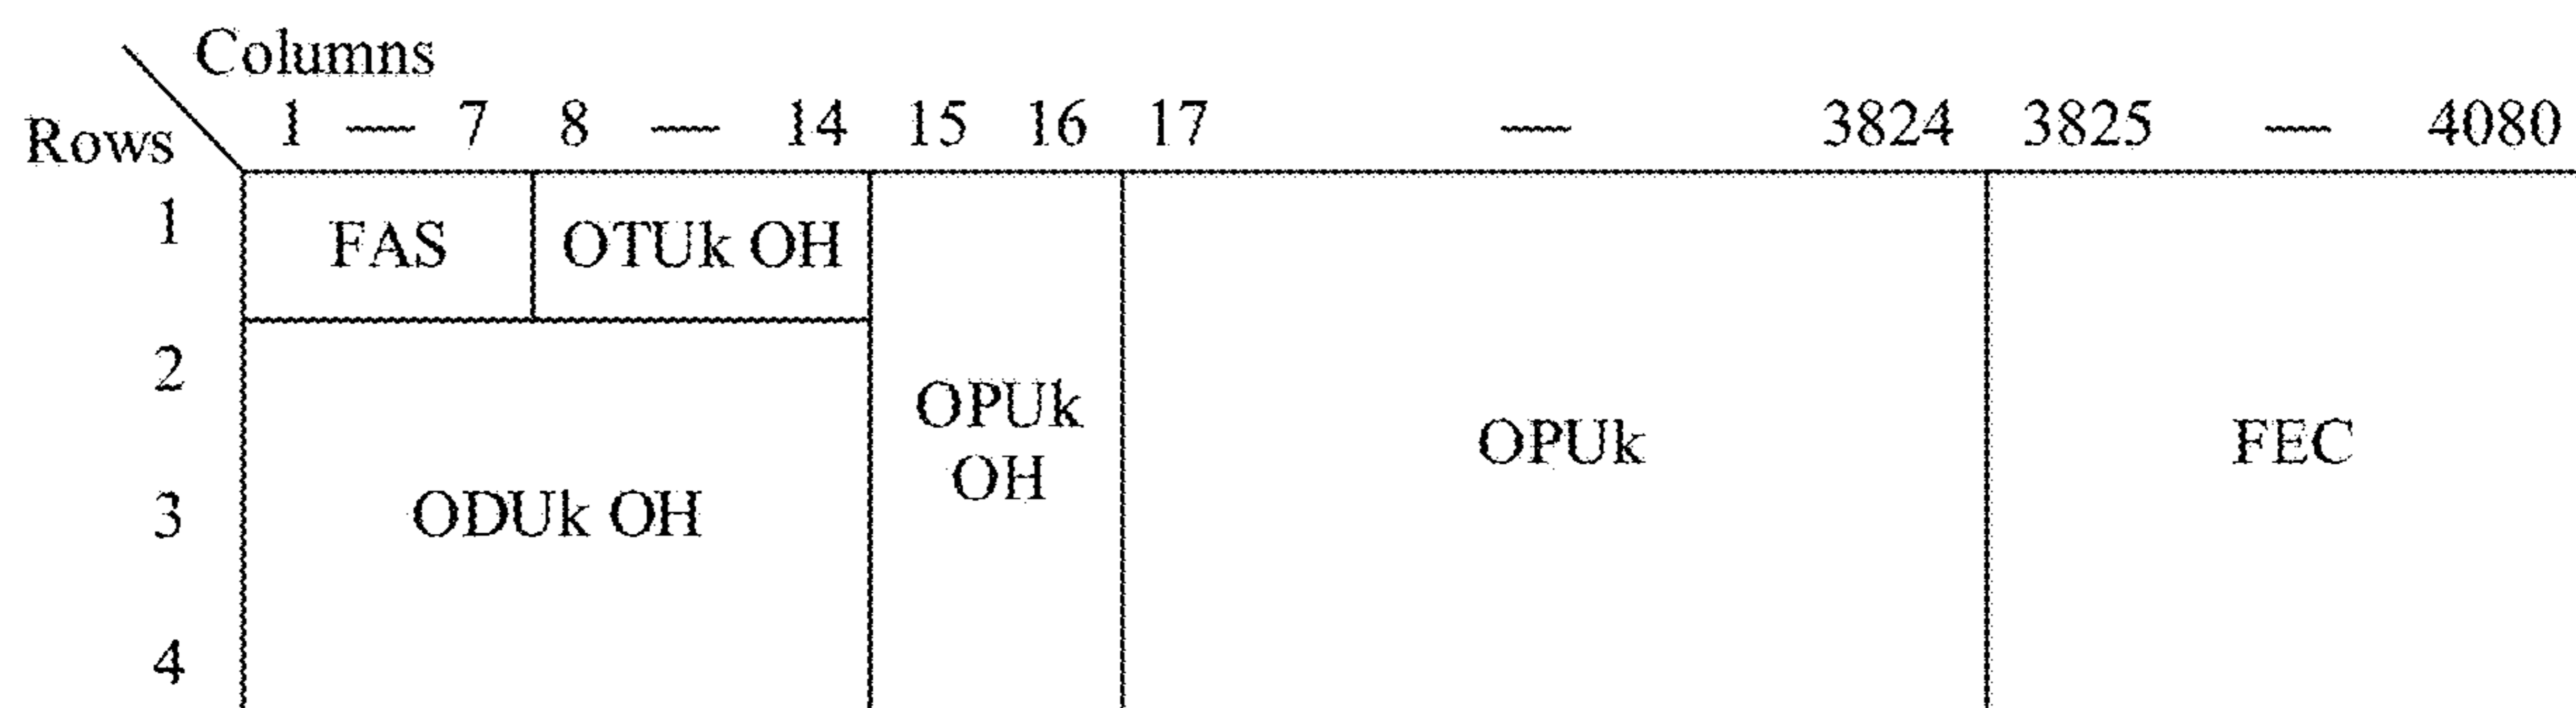 Columns
Rows 1 — 7 8 — 14 15 16 17 — 3824 3825 — 4080
1 FAS OTUk OH
2
OPUk
OH
OPUk
FEC
3 ODUk OH
4